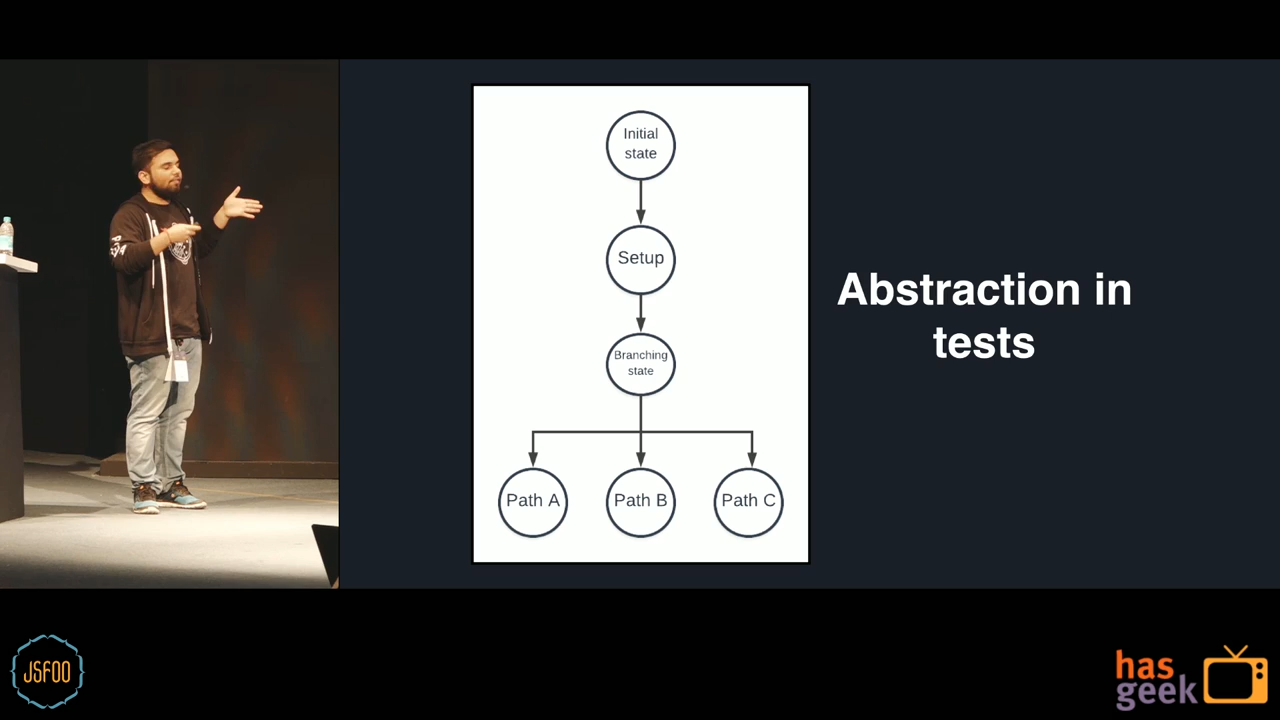 Initial
state
Setup
Branching
state
Path A
Path B
Path C
Abstraction in
tests
JSFOO
has
geek